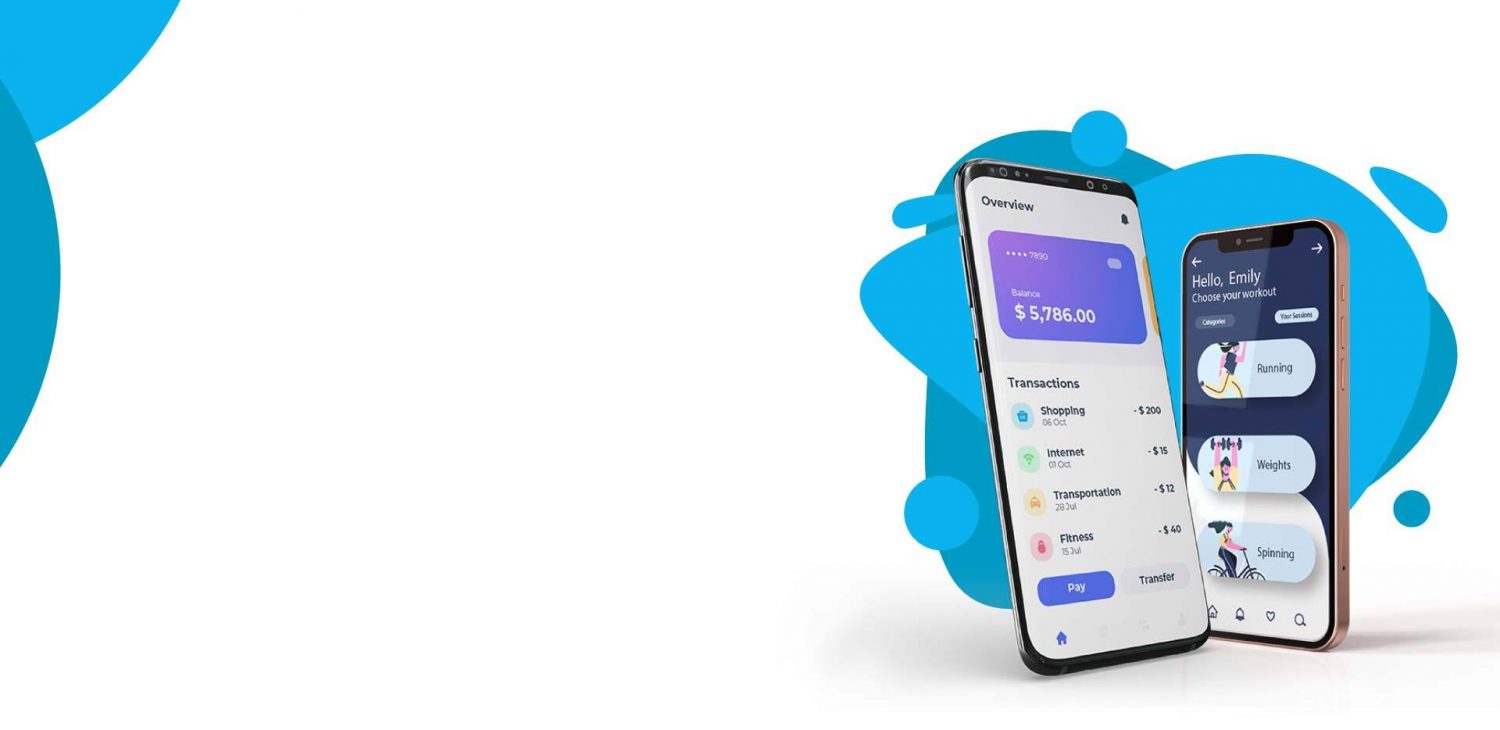 Overview
•••• 7890
Balance
$ 5,786.00
Transactions
Shopping
06 Oct
- $ 200
Internet
01 Oct
- $ 15
Transportation
28 Jul
- $ 12
Fitness
15 Jul
- $ 40
Pay
Transfer
Hello, Emily
Choose your workout
Categories
Your Sessions
Running
Weights
Spinning